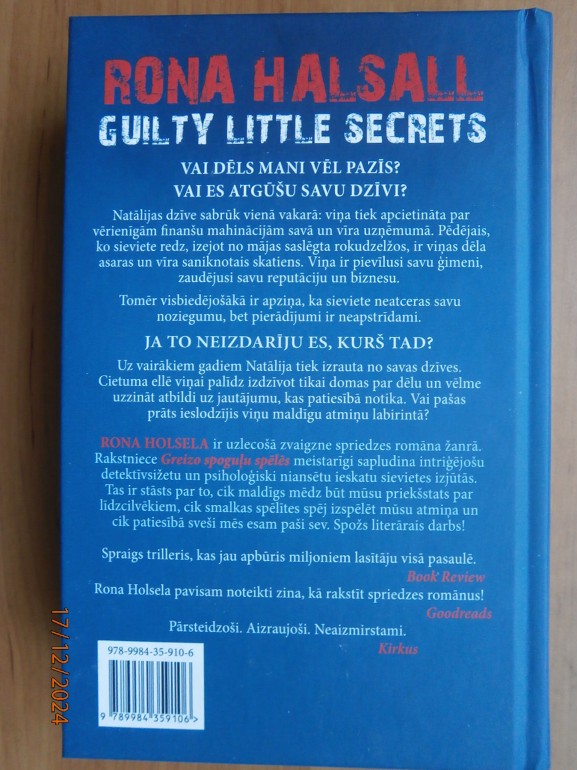 RONA HALSALL
GUILTY LITTLE SECRETS
VAI DĒLS MANI VĒL PAZĪS?
VAI ES ATGŪŠU SAVU DZĪVI?
Natālijas dzīve sabrūk vienā vakarā: viņa tiek apcietināta par
vērienīgām finanšu mahinācijām savā un vīra uzņēmumā. Pēdējais,
ko sieviete redz, izejot no mājas saslēgta rokudzelžos, ir viņas dēla
asaras un vīra saniknotais skatiens. Viņa ir pievīlusi savu ģimeni,
zaudējusi savu reputāciju un biznesu.
Tomēr visbiedējošākā ir apziņa, ka sieviete neatceras savu
noziegumu, bet pierādījumi ir neapstrīdami.
JA TO NEIZDARĪJU ES, KURŠ TAD?
Uz vairākiem gadiem Natālija tiek izrauta no savas dzīves.
Cietuma ellē viņai palīdz izdzīvot tikai domas par dēlu un vēlme
uzzināt atbildi uz jautājumu, kas patiesībā notika. Vai pašas
prāts ieslodzījis viņu maldīgu atmiņu labirintā?
RONA HOLSELA ir uzlecošā zvaigzne spriedzes romāna žanrā.
Rakstniece Greizo spoguļu spēlēs meistarīgi sapludina intriģējošu
detektīvsižetu un psiholoģiski niansētu ieskatu sievietes izjūtās.
Tas ir stāsts par to, cik maldīgs mēdz būt mūsu priekšstats par
līdzcilvēkiem, cik smalkas spēlītes spēj izspēlēt mūsu atmiņa un
cik patiesībā sveši mēs esam paši sev. Spožs literārais darbs!
Spraigs trilleris, kas jau apbūris miljoniem lasītāju visā pasaulē.
Book Review
Rona Holsela pavisam noteikti zina, kā rakstīt spriedzes romānus!
Goodreads
Pārsteidzoši. Aizraujoši. Neaizmirstami.
Kirkus
978-9984-35-910-6
9 789984 359106>
17/12/2024